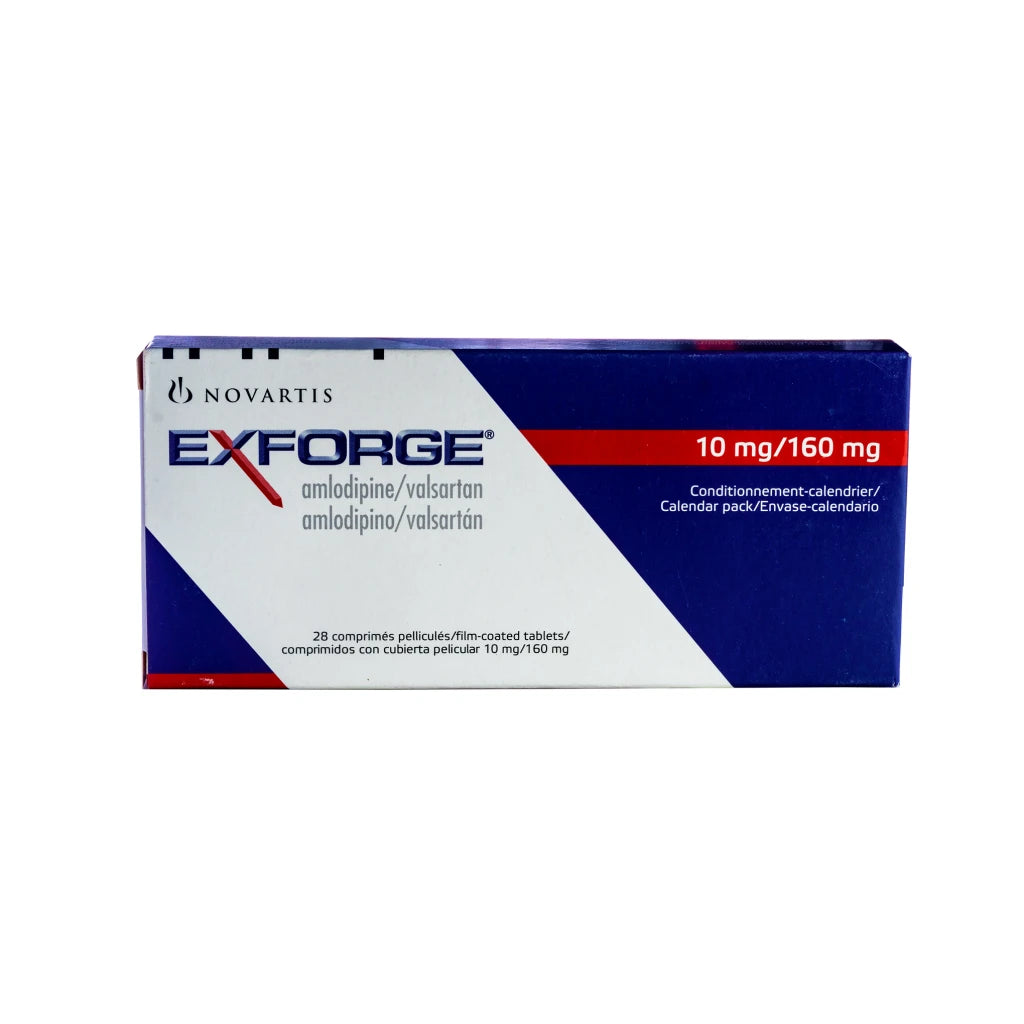 NOVARTIS
EXFORGE®
amlodipine/valsartan
amlodipino/valsartán
28 comprimés pelliculés/film-coated tablets/
comprimidos con cubierta pelicular 10 mg/160 mg
10 mg/160 mg
Conditionnement-calendrier/
Calendar pack/Envase-calendario